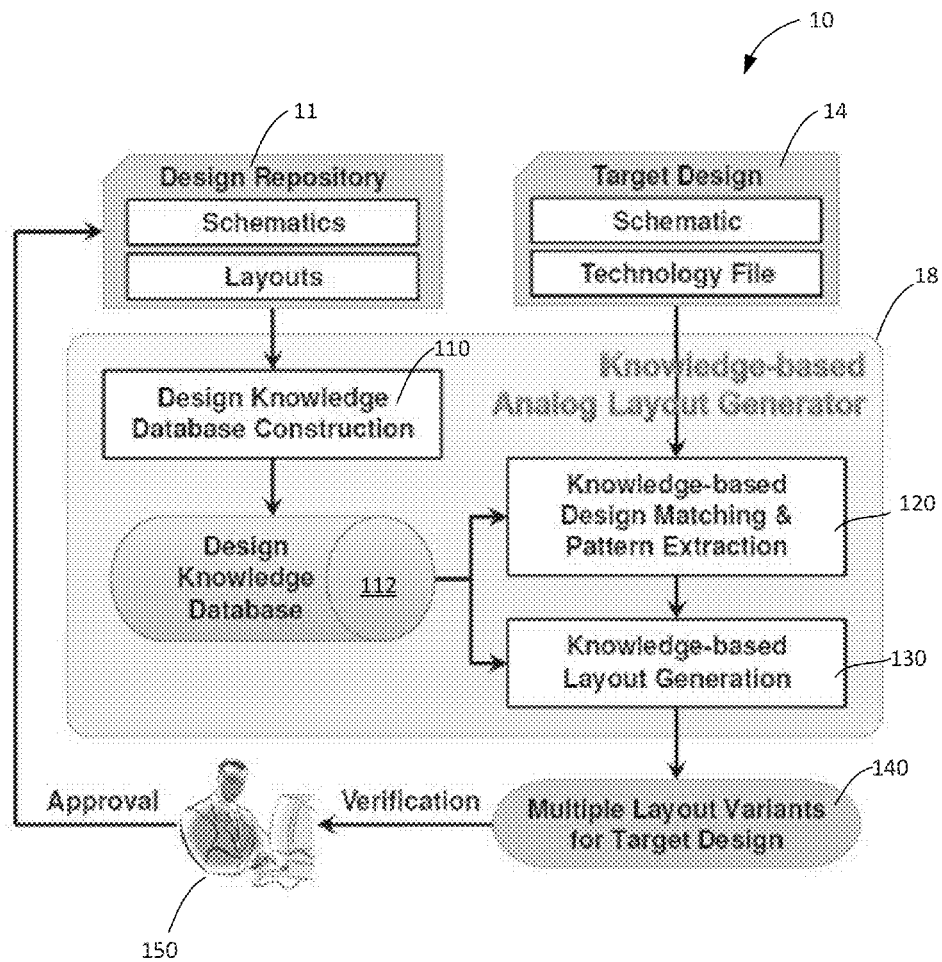 10
11
14
Design Repository
Schematics
Layouts
Target Design
Schematic
Technology File
18
Knowledge-based
Analog Layout Generator
110
Design Knowledge
Database Construction
Design
Knowledge
Database
112
Knowledge-based
Design Matching &
Pattern Extraction
120
Knowledge-based
Layout Generation
130
140
Multiple Layout Variants
for Target Design
Verification
Approval
150